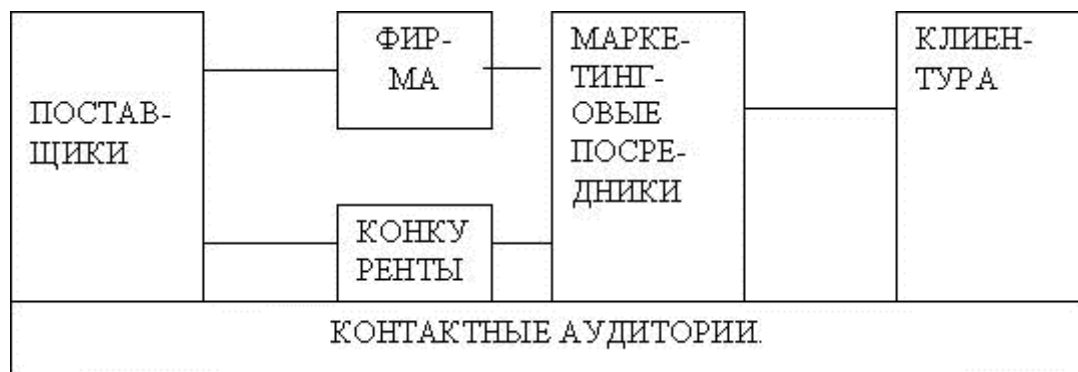 ПОСТАВ-
ЩИКИ
ФИР-
МА
КОНКУ
РЕНТЫ
МАРКЕ-
ТИНГ-
ОВЫЕ
ПОСРЕ-
ДНИКИ
КЛИЕН-
ТУРА
КОНТАКТНЫЕ АУДИТОРИИ.